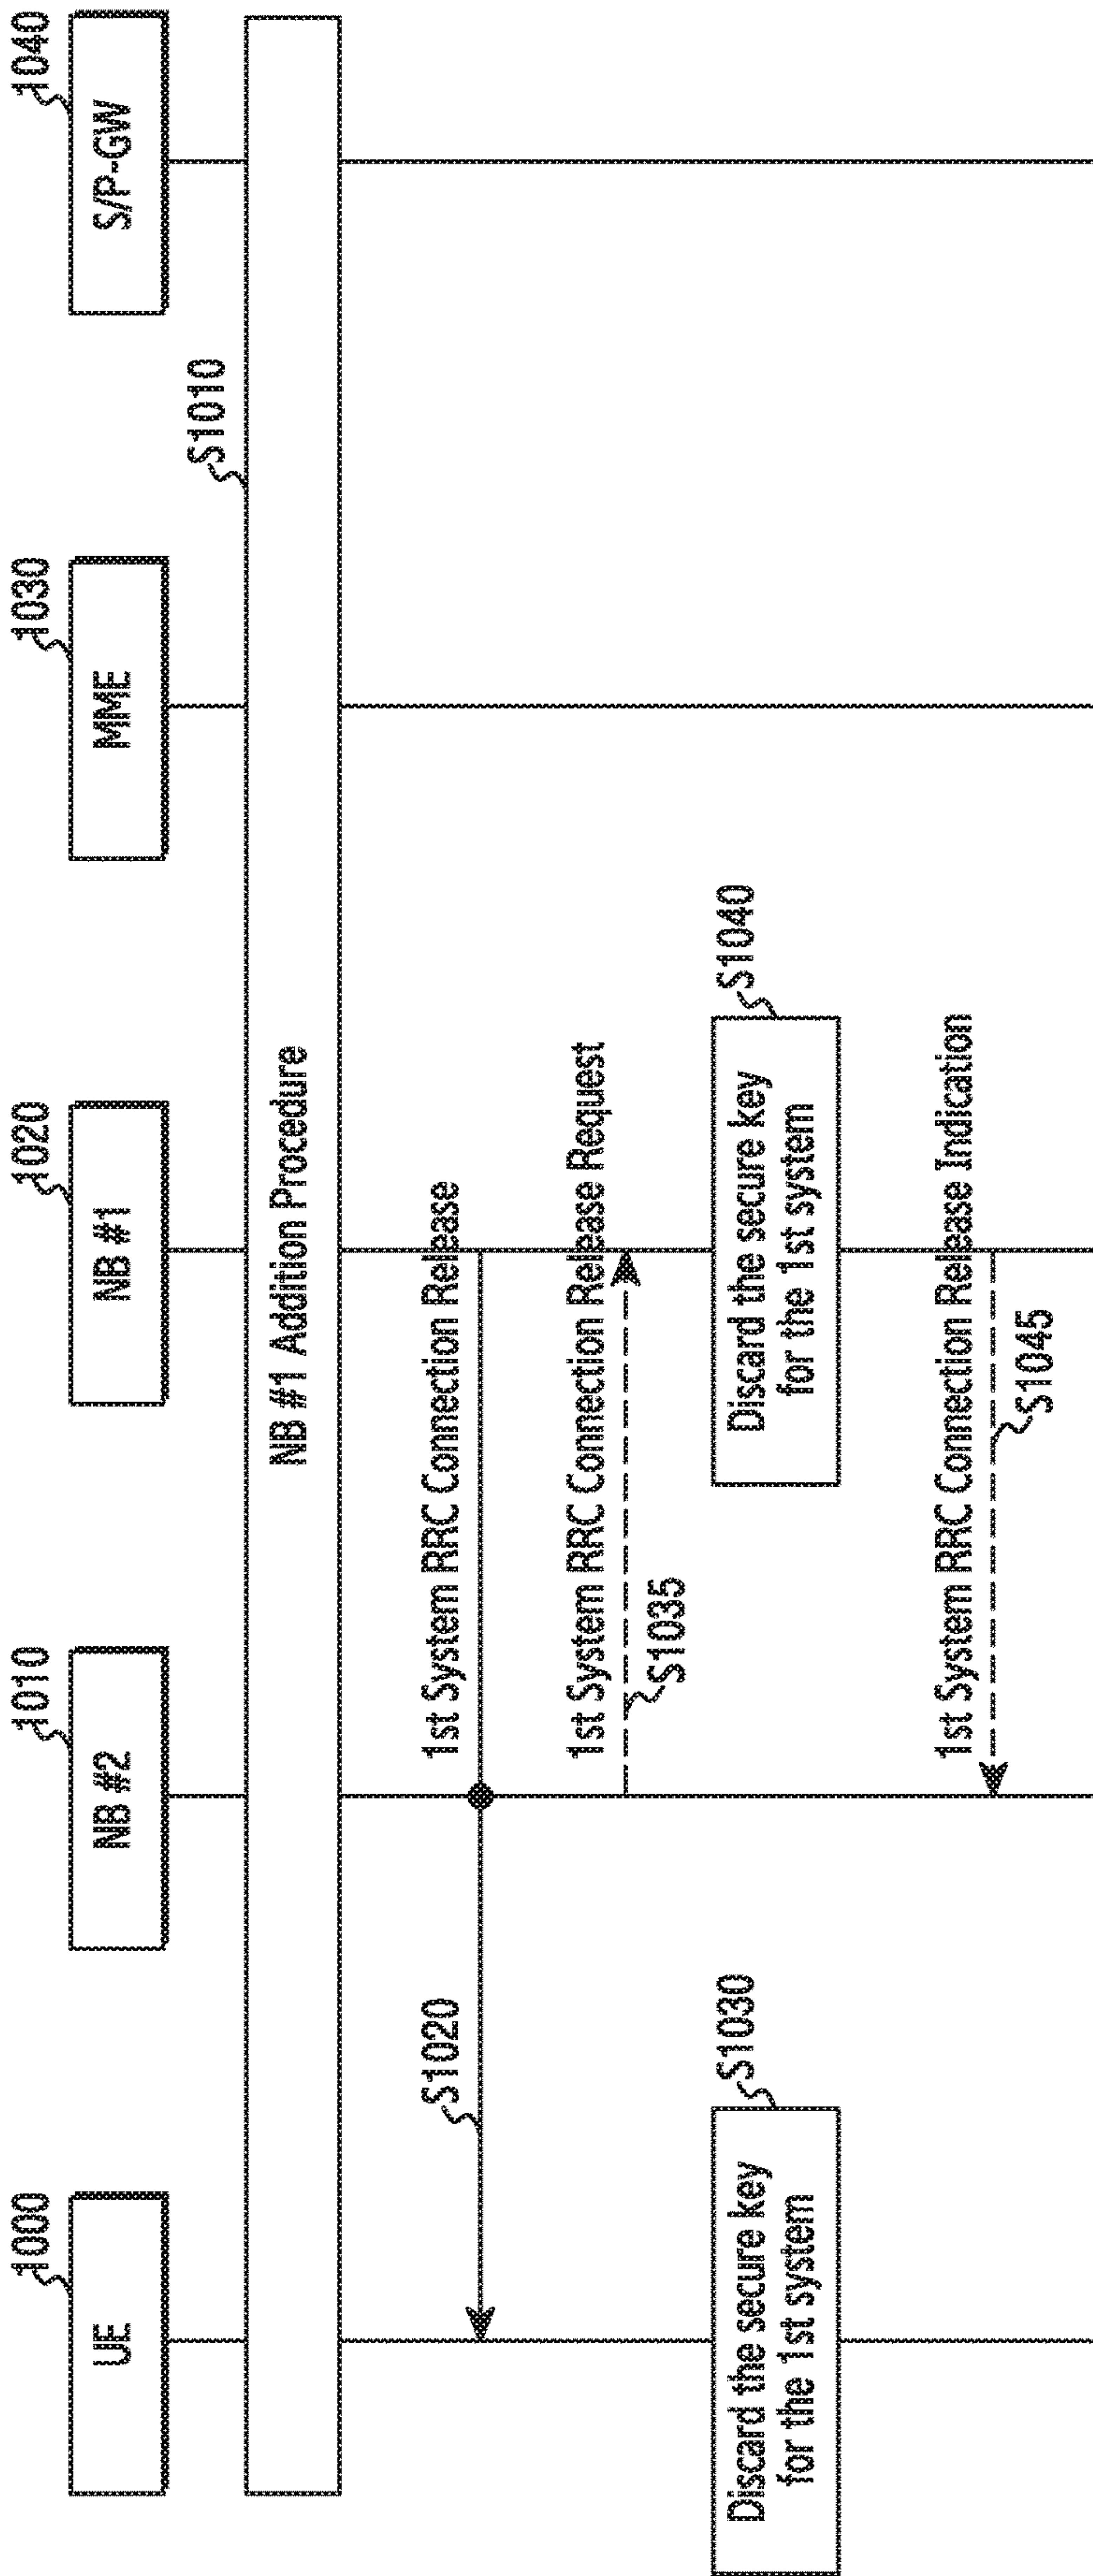 1000
UE
1010
NB #2
1020
NB #1
1030
MME
1040
S/P-GW
S1010
NB #1 Addition Procedure
S1020
1st System RRC Connection Release
1st System RRC Connection Release Request
S1035
S1030
Discard the secure key
for the 1st system
S1040
Discard the secure key
for the 1st system
1st System RRC Connection Release Indication
S1045